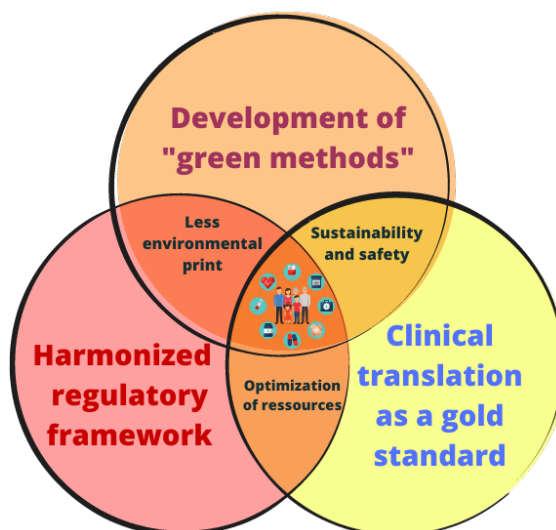 Development of
"green methods"
Less
environmental
print
Sustainability
and safety
Harmonized
regulatory
framework
Optimization
of ressources
Clinical
translation
as a gold
standard